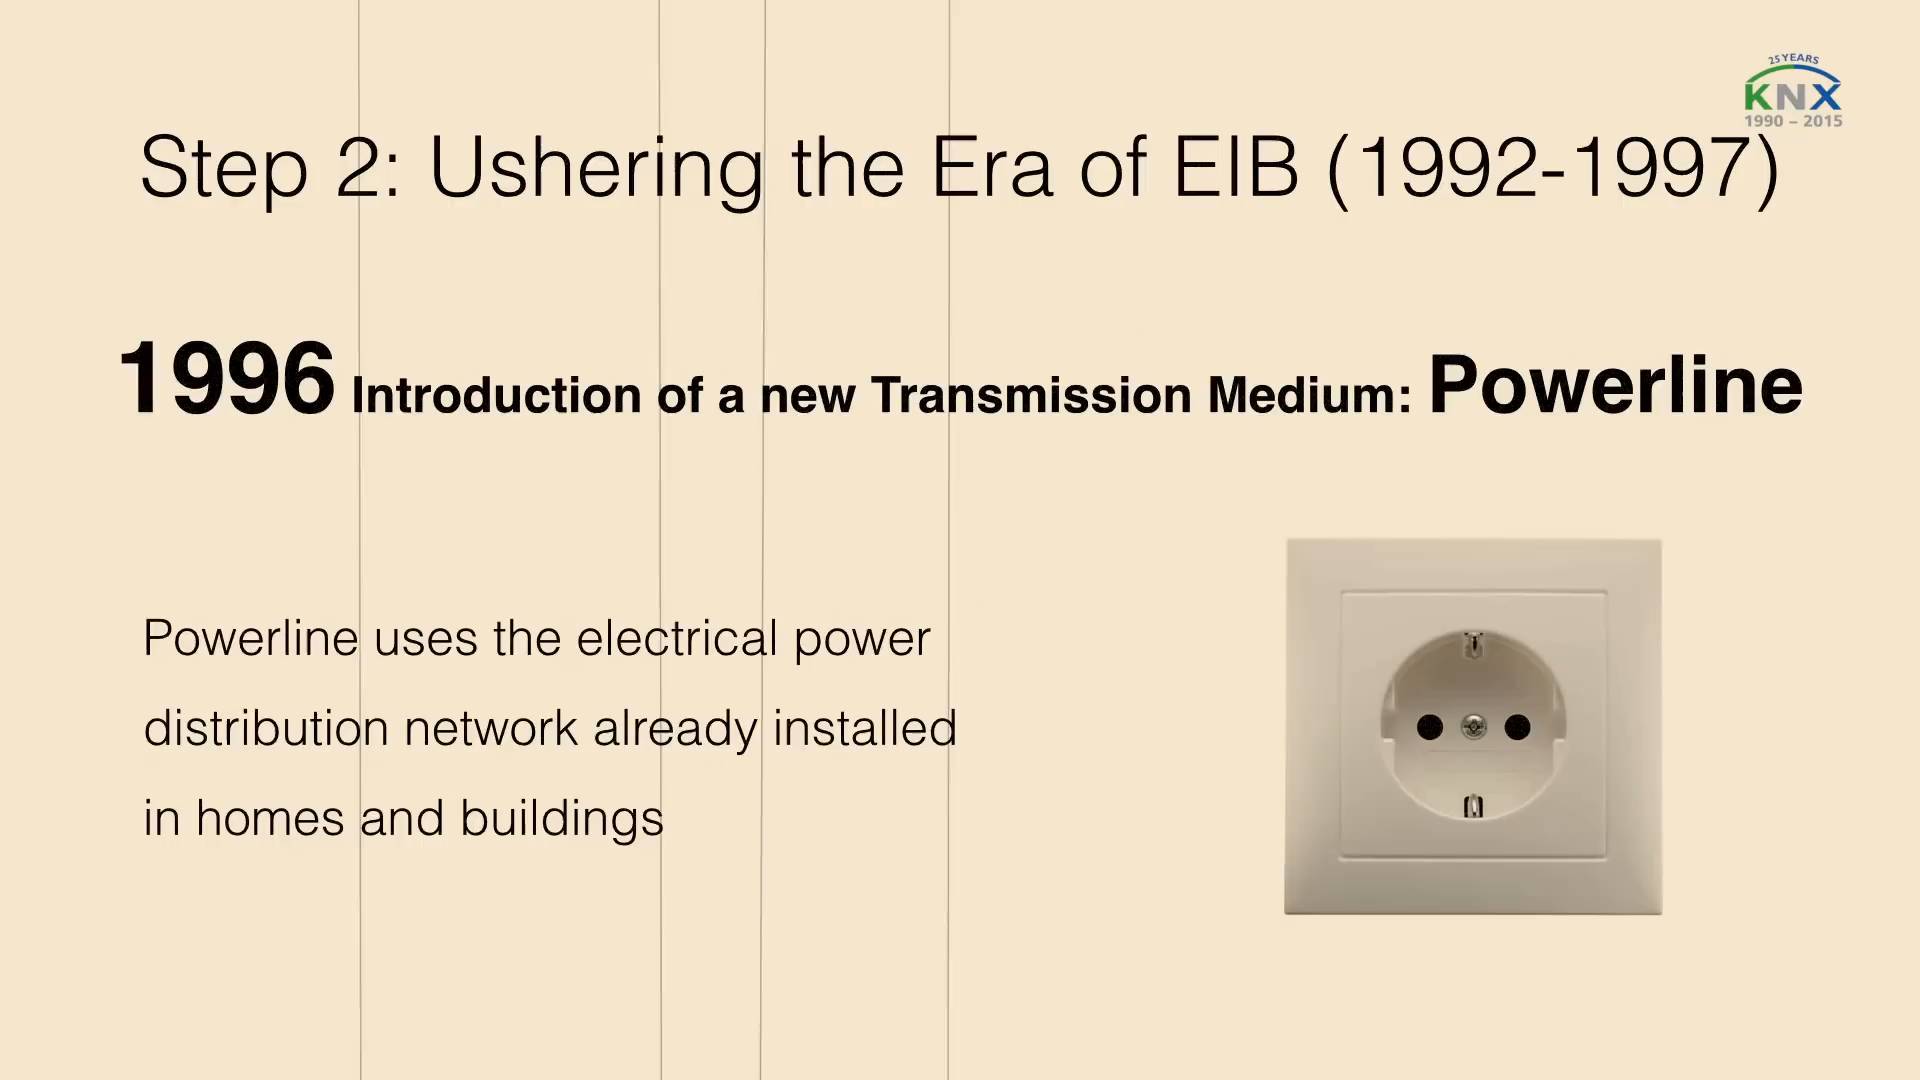 25 YEARS
KNX
1990 – 2015
Step 2: Ushering the Era of EIB (1992-1997)
1996 Introduction of a new Transmission Medium: Powerline
Powerline uses the electrical power
distribution network already installed
in homes and buildings